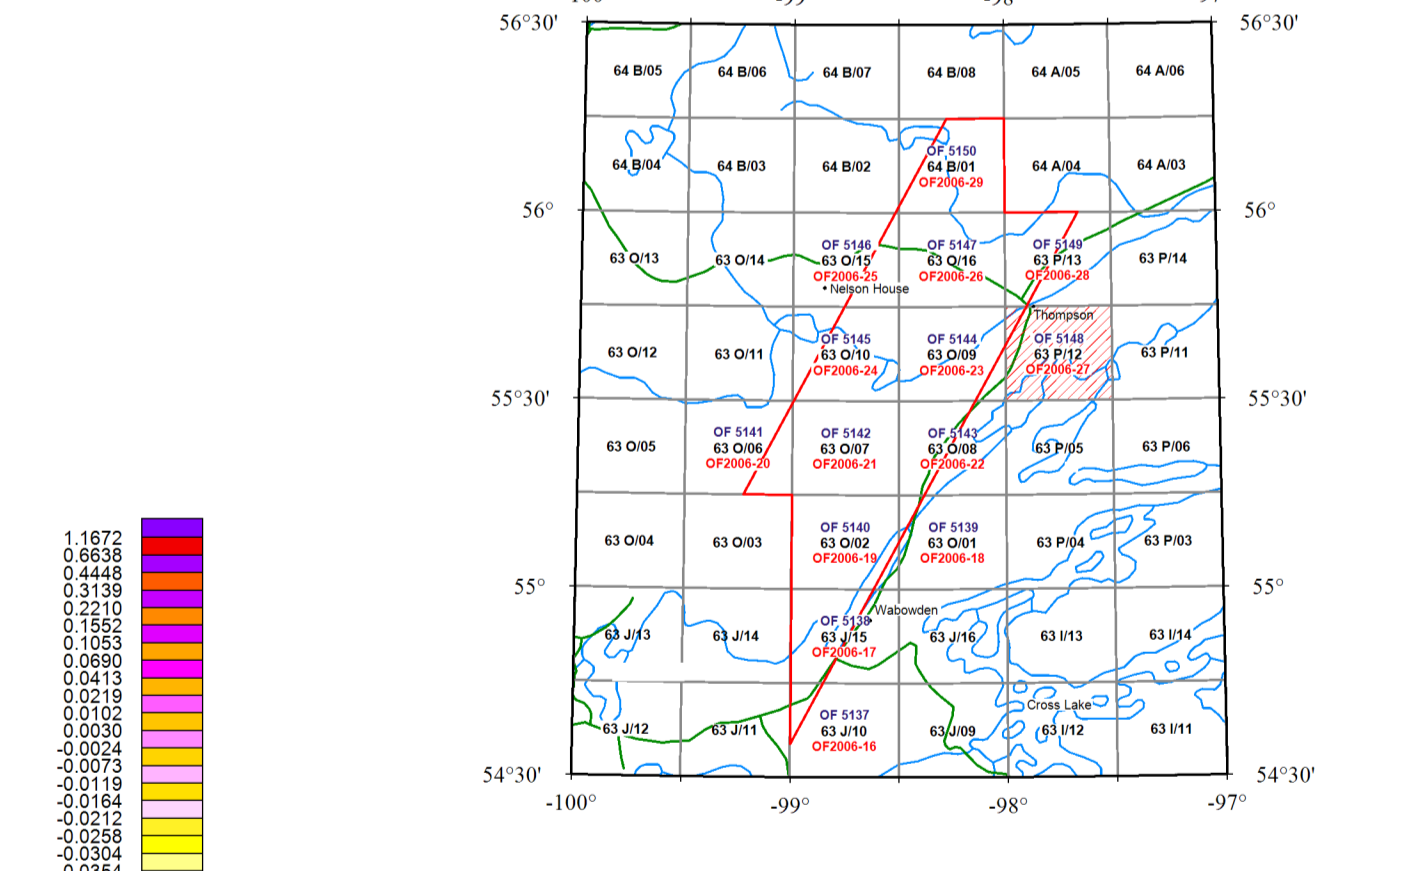 -100° -99° -98° -97°
56°30' 56°30'
64 B/05 64 B/06 64 B/07 64 B/08 64 A/05 64 A/06
OF 5150
64 B/04 64 B/03 64 B/02 64 B/01 64 A/04 64 A/03
OF2006-29
56° 56°
OF 5146 OF 5147 OF 5149
63 O/13 63 O/14 63 O/15 63 O/16 63 P/13 63 P/14
OF2006-25 OF2006-26 OF2006-28
Nelson House
Thompson
OF 5145 OF 5144 OF 5148
63 O/12 63 O/11 63 O/10 63 O/09 63 P/12 63 P/11
OF2006-24 OF2006-23 OF2006-27
55°30' 55°30'
OF 5141 OF 5142 OF 5143
63 O/05 63 O/06 63 O/07 63 O/08 63 P/05 63 P/06
OF2006-20 OF2006-21 OF2006-22
OF 5140 OF 5139
63 O/04 63 O/03 63 O/02 63 O/01 63 P/04 63 P/03
OF2006-19 OF2006-18
55° 55°
Wabowden
OF 5138
63 J/13 63 J/14 63 J/15 63 J/16 63 I/13 63 I/14
OF2006-17
Cross Lake
OF 5137
63 J/12 63 J/11 63 J/10 63 J/09 63 I/12 63 I/11
OF2006-16
54°30' 54°30'
-100° -99° -98° -97°
1.1672
0.6638
0.4448
0.3139
0.2210
0.1552
0.1053
0.0690
0.0413
0.0219
0.0102
0.0030
-0.0024
-0.0073
-0.0119
-0.0164
-0.0212
-0.0258
-0.0304